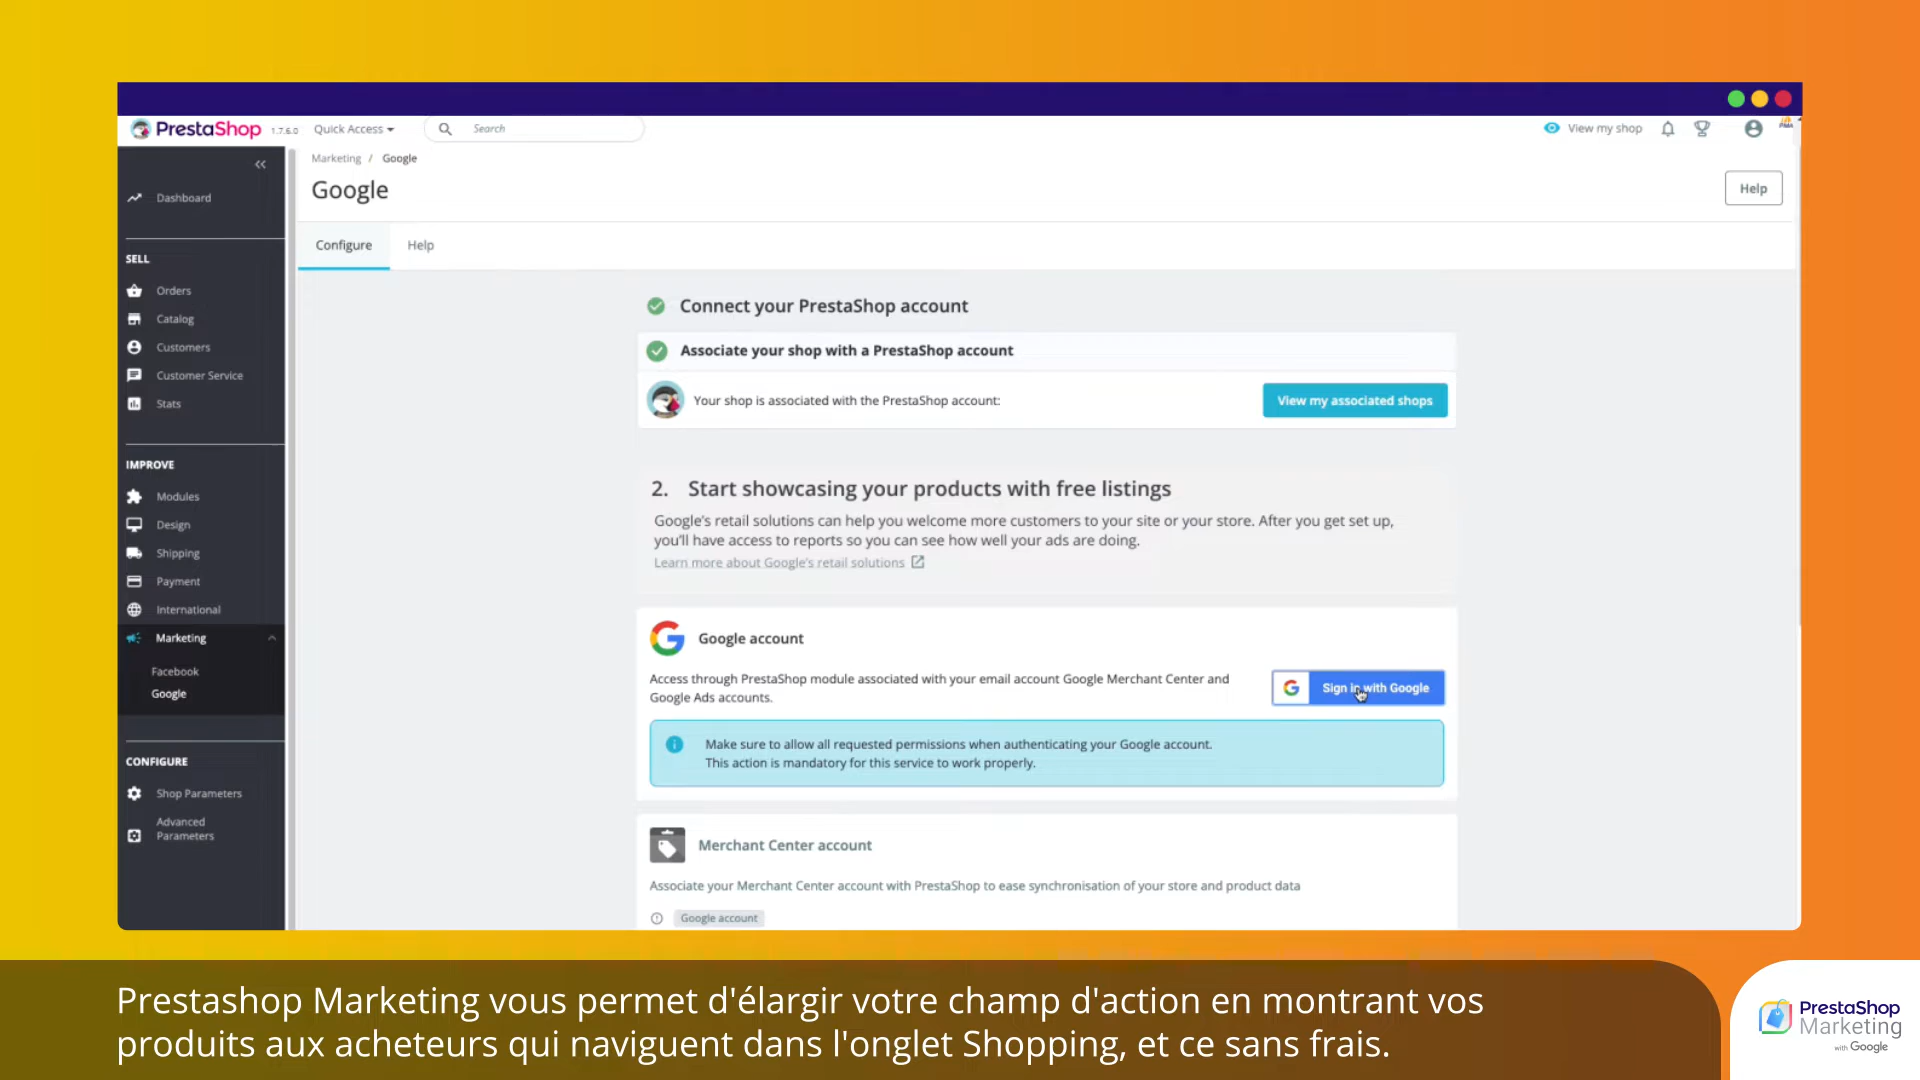 PrestaShop 1.7.6.0 Quick Access Search View my shop
Marketing / Google
Google
Help
Configure Help
Dashboard
SELL
Orders
Catalog
Customers
Customer Service
Stats
IMPROVE
Modules
Design
Shipping
Payment
International
Marketing
Facebook
Google
CONFIGURE
Shop Parameters
Advanced
Parameters
Connect your PrestaShop account
Associate your shop with a PrestaShop account
Your shop is associated with the PrestaShop account:
View my associated shops
2. Start showcasing your products with free listings
Google's retail solutions can help you welcome more customers to your site or your store. After you get set up,
you'll have access to reports so you can see how well your ads are doing.
Learn more about Google's retail solutions
Google account
Access through PrestaShop module associated with your email account Google Merchant Center and
Google Ads accounts.
Sign in with Google
Make sure to allow all requested permissions when authenticating your Google account.
This action is mandatory for this service to work properly.
Merchant Center account
Associate your Merchant Center account with PrestaShop to ease synchronisation of your store and product data
Google account
Prestashop Marketing vous permet d'élargir votre champ d'action en montrant vos
produits aux acheteurs qui naviguent dans l'onglet Shopping, et ce sans frais.
PrestaShop
Marketing
with Google